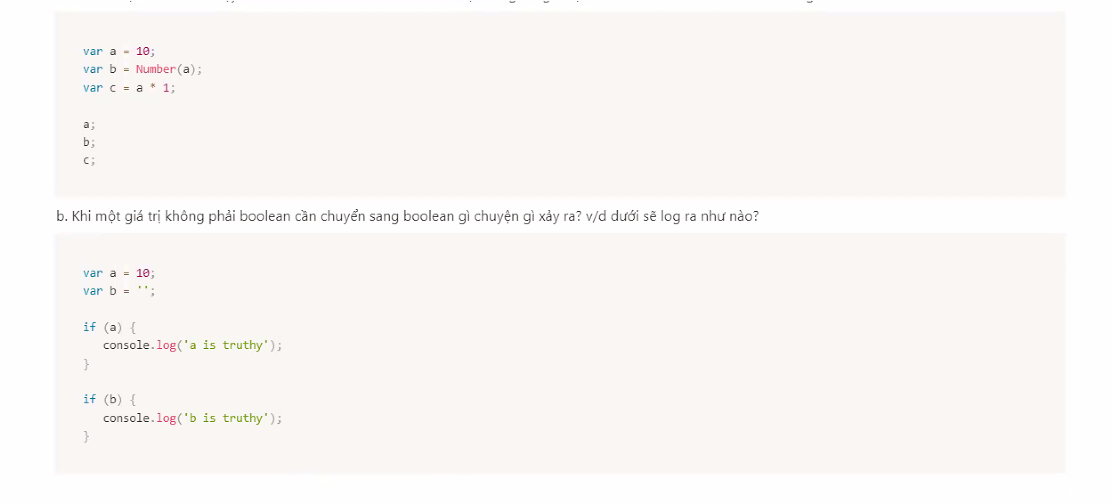 var a = 10;
var b = Number(a);
var c = a * 1;
a;
b;
c;
b. Khi một giá trị không phải boolean cần chuyển sang boolean gì chuyện gì xảy ra? v/d dưới sẽ log ra như nào?
var a = 10;
var b = '';
if (a) {
console.log('a is truthy');
}
if (b) {
console.log('b is truthy');
}